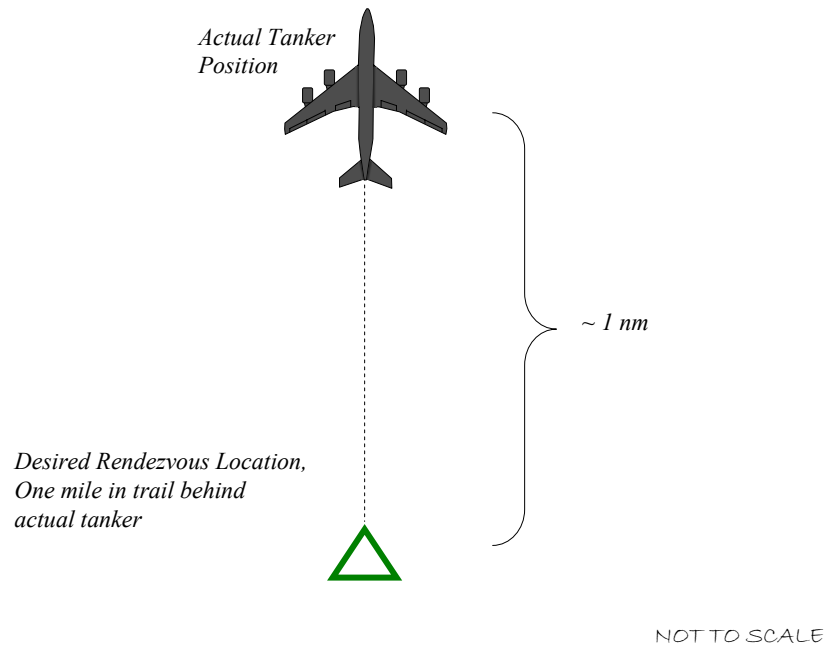 Actual Tanker
Position
~ 1 nm
Desired Rendezvous Location,
One mile in trail behind
actual tanker
NOT TO SCALE